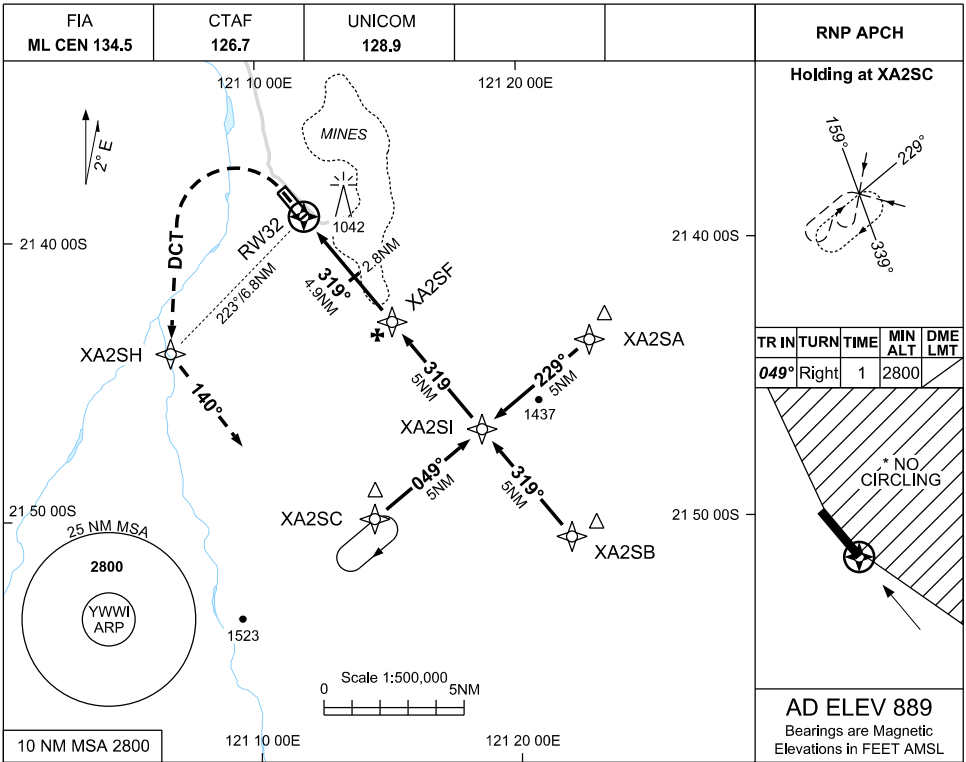 FIA
ML CEN 134.5
CTAF
126.7
UNICOM
128.9
RNP APCH
121 10 00E
121 20 00E
2° E
MINES
1042
RW32
DCT
21 40 00S
21 40 00S
223°/6.8NM
319°
4.9NM
2.8NM
XA2SF
XA2SH
XA2SA
140°
319
5NM
229°
5NM
1437
XA2SI
049°
5NM
319°
5NM
XA2SC
XA2SB
21 50 00S
21 50 00S
25 NM MSA
2800
YWWI
ARP
1523
Scale 1:500,000
0
5NM
10 NM MSA 2800
121 10 00E
121 20 00E
Holding at XA2SC
159°
229°
339°
TR IN TURN TIME MIN ALT DME LMT
049° Right 1 2800
* NO
CIRCLING
AD ELEV 889
Bearings are Magnetic
Elevations in FEET AMSL